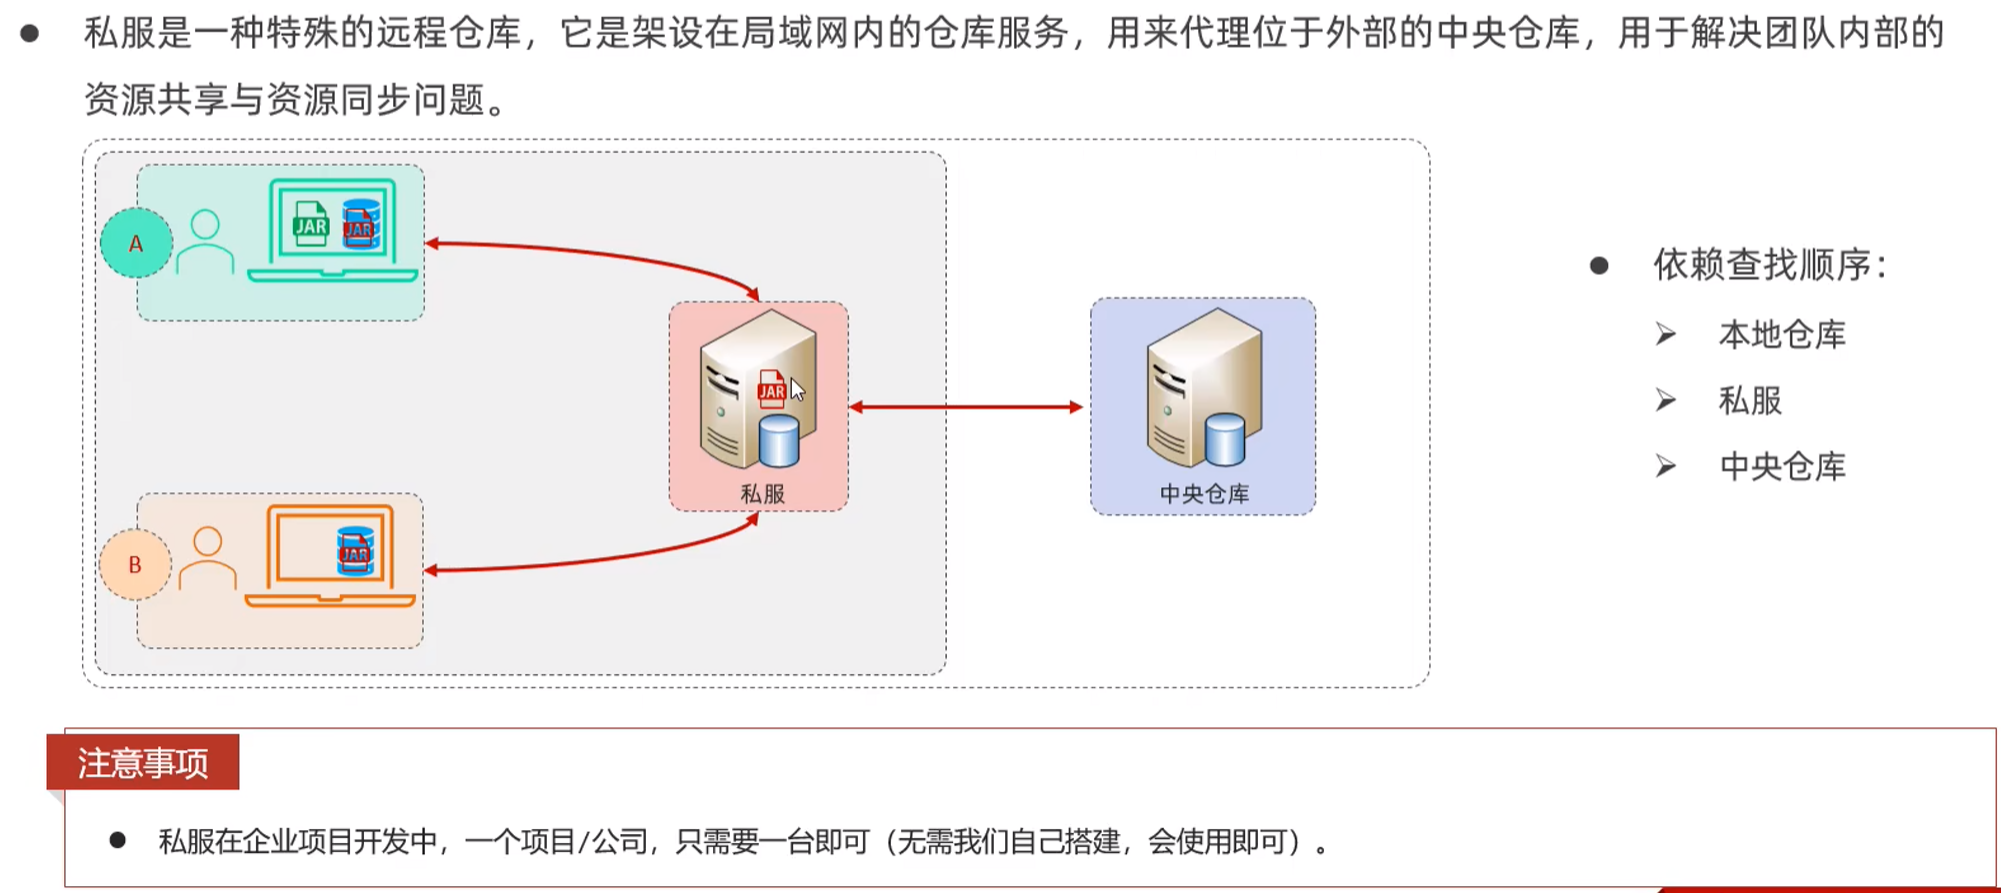 私服是一种特殊的远程仓库，它是架设在局域网内的仓库服务，用来代理位于外部的中央仓库，用于解决团队内部的
资源共享与资源同步问题。
A
JAR
JAR
JAR
私服
中央仓库
B
JAR
依赖查找顺序：
本地仓库
私服
中央仓库
注意事项
私服在企业项目开发中，一个项目/公司，只需要一台即可（无需我们自己搭建，会使用即可）。